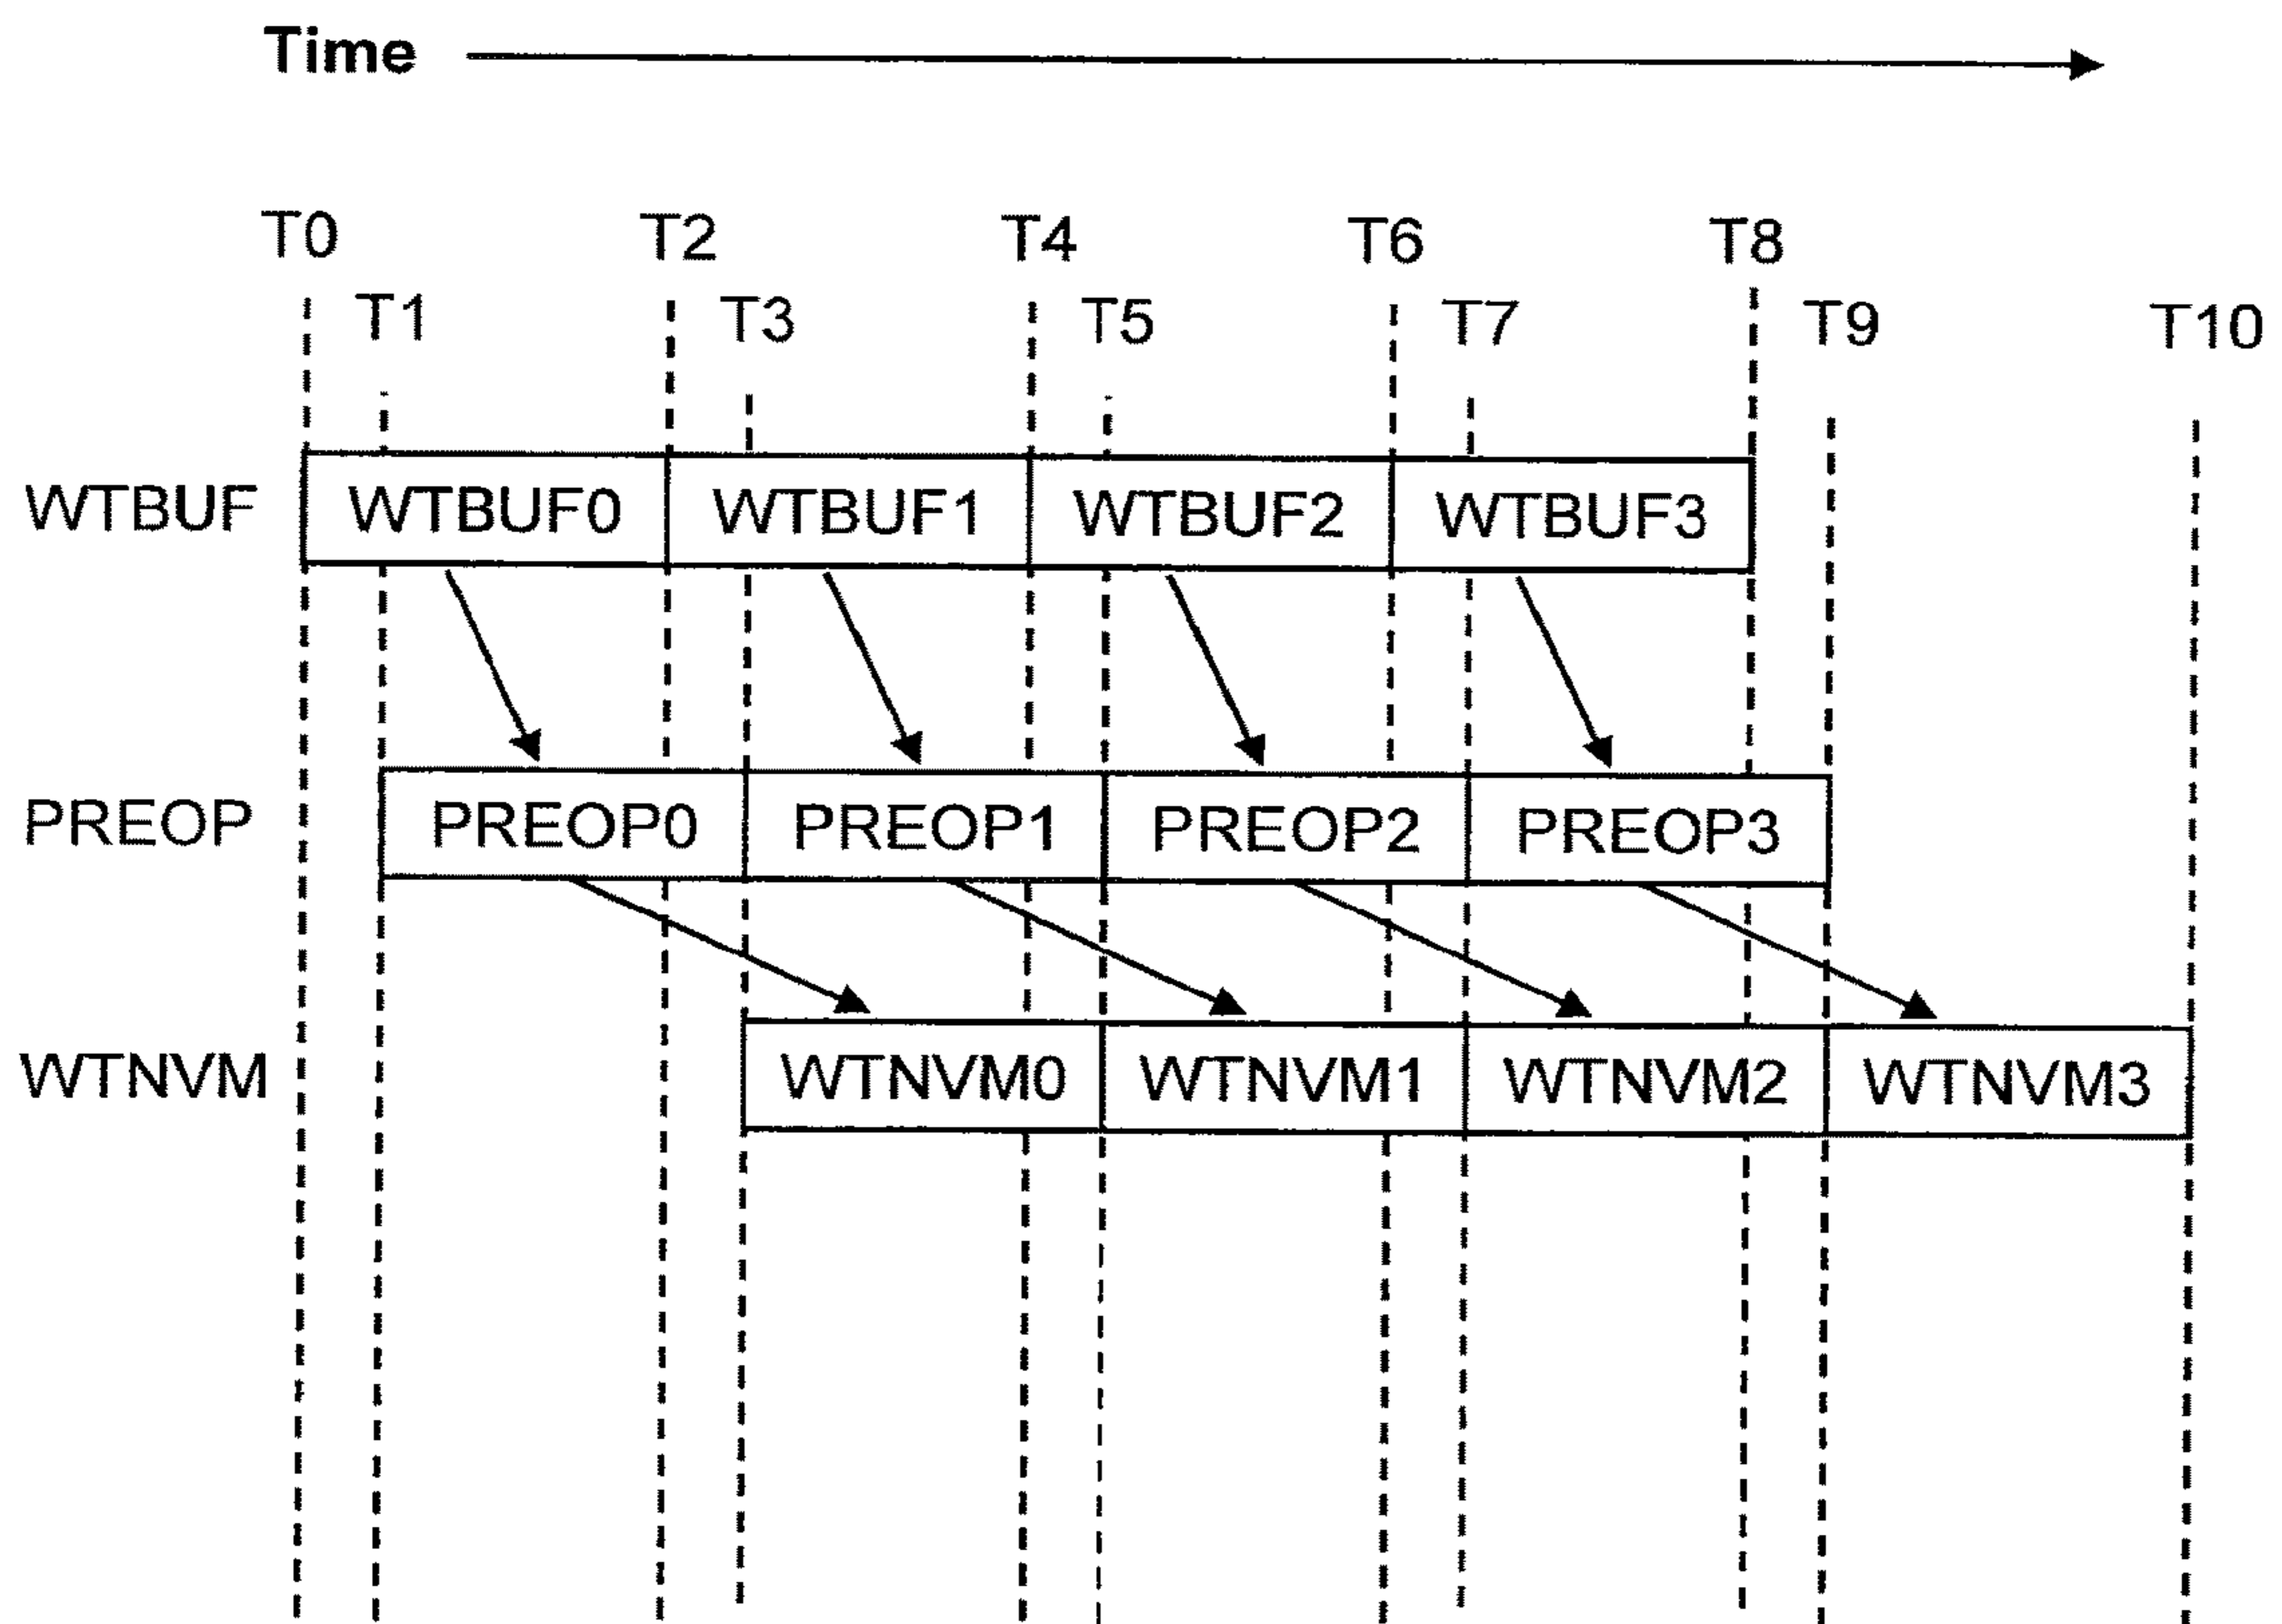 Time
T0 T2 T4 T6 T8
T1 T3 T5 T7 T9 T10
WTBUF WTBUF0 WTBUF1 WTBUF2 WTBUF3
PREOP PREOP0 PREOP1 PREOP2 PREOP3
WTNVM WTNVM0 WTNVM1 WTNVM2 WTNVM3